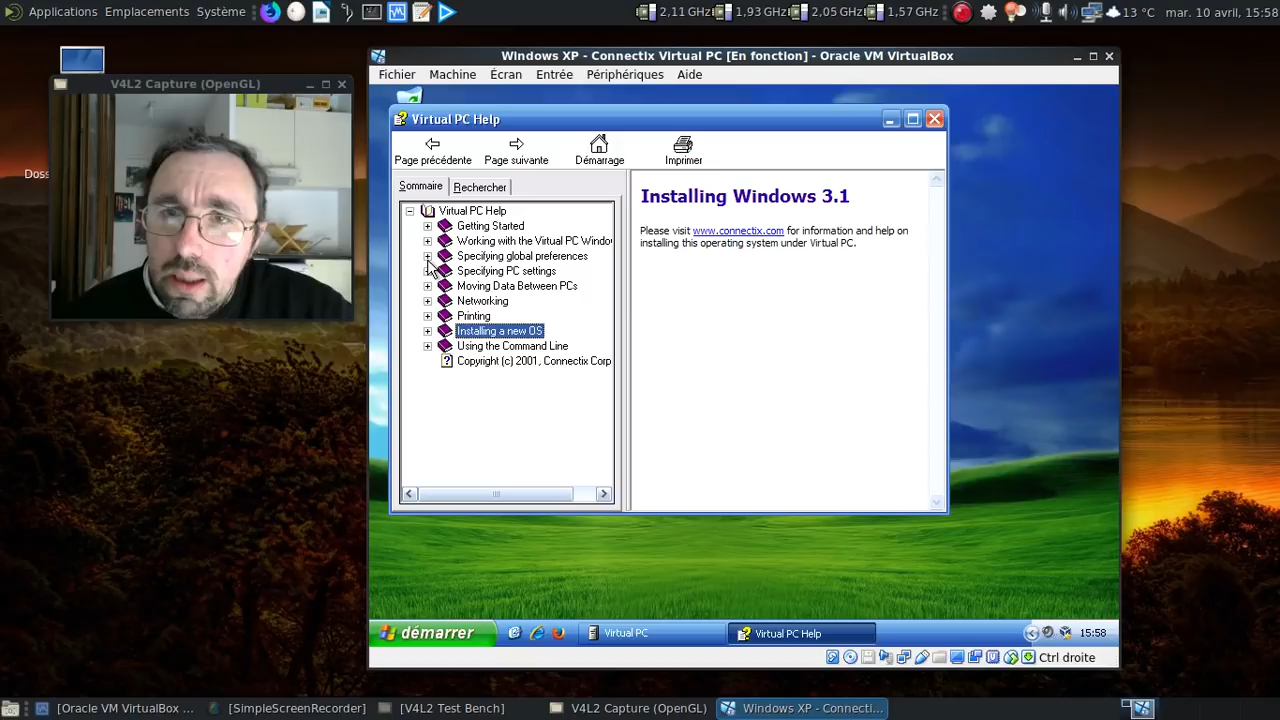 Applications Emplacements Système
2,11 GHz 1,93 GHz 2,05 GHz 1,57 GHz 13 °C mar. 10 avril, 15:58
Windows XP - Connectix Virtual PC [En fonction] - Oracle VM VirtualBox
Fichier Machine Écran Entrée Périphériques Aide
V4L2 Capture (OpenGL)
Doss
Virtual PC Help
Page précédente Page suivante Démarrage Imprimer
Sommaire Rechercher
Virtual PC Help
Getting Started
Working with the Virtual PC Windo
Specifying global preferences
Specifying PC settings
Moving Data Between PCs
Networking
Printing
Installing a new OS
Using the Command Line
Copyright (c) 2001, Connectix Corp
Installing Windows 3.1
Please visit www.connectix.com for information and help on
installing this operating system under Virtual PC.
démarrer Virtual PC Virtual PC Help 15:58
Ctrl droite
[Oracle VM VirtualBox ... [SimpleScreenRecorder] [V4L2 Test Bench] V4L2 Capture (OpenGL) Windows XP - Connecti...